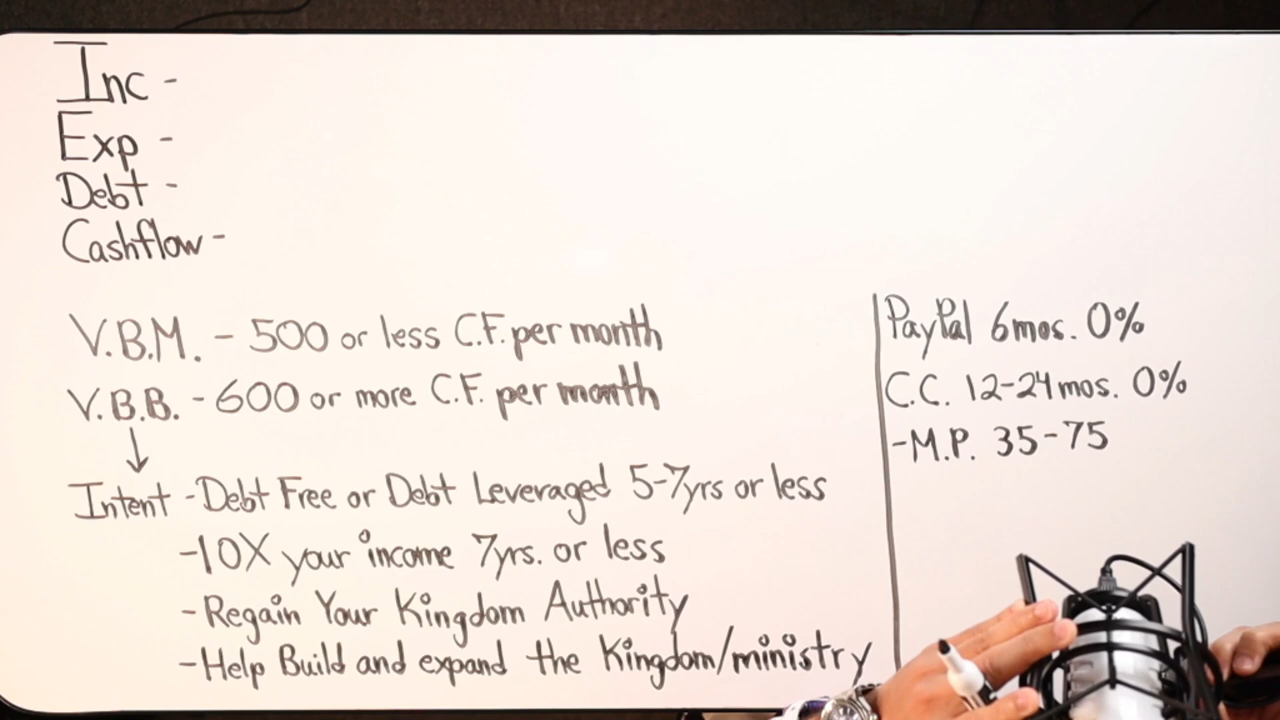 Inc -
Exp -
Debt -
Cashflow -
V.B.M. - 500 or less C.F. per month
V.B.B. - 600 or more C.F. per month
↓
Intent - Debt Free or Debt Leveraged 5-7yrs or less
-10X your income 7yrs. or less
- Regain Your Kingdom Authority
- Help Build and expand the Kingdom/ministry
PayPal 6mos. 0%
C.C. 12-24mos. 0%
-M.P. 35-75